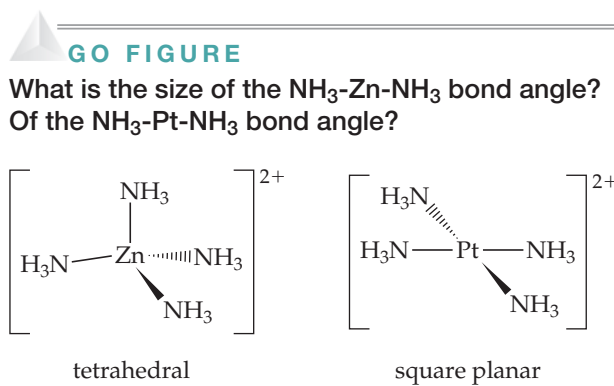 GO FIGURE
What is the size of the NH₃-Zn-NH₃ bond angle?
Of the NH₃-Pt-NH₃ bond angle?
NH₃ 2+
H₃N Zn NH₃
NH₃
tetrahedral
H₃N 2+
H₃N Pt NH₃
NH₃
square planar